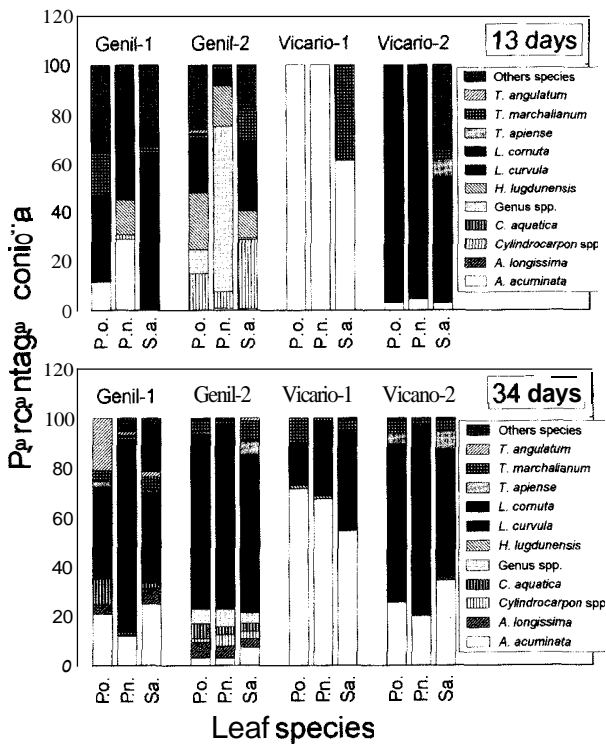 Genil-1 Genil-2 Vicario-1 Vicario-2
13 days
120
100
80
60
40
20
0
P.o. P.n. S.a. P.o. P.n. S.a. P.o. P.n. S.a. P.o. P.n. S.a.
Others species
T. angulatum
T. marchalianum
T. apiense
L. cornuta
L. curvula
H. lugdunensis
Genus spp.
C. aquatica
Cylindrocarpon spp
A. longissima
A. acuminata
Percentage conidia
Genil-1 Genil-2 Vicario-1 Vicano-2
34 days
120
100
80
60
40
20
0
P.o. P.n. S.a. P.o. P.n. S.a. P.o. P.n. S.a. P.o. P.n. S.a.
Others species
T. angulatum
T. marchalianum
T. apiense
L. cornuta
L. curvula
H. lugdunensis
Genus spp.
C. aquatica
Cylindrocarpon spp
A. longissima
A. acuminata
Leaf species